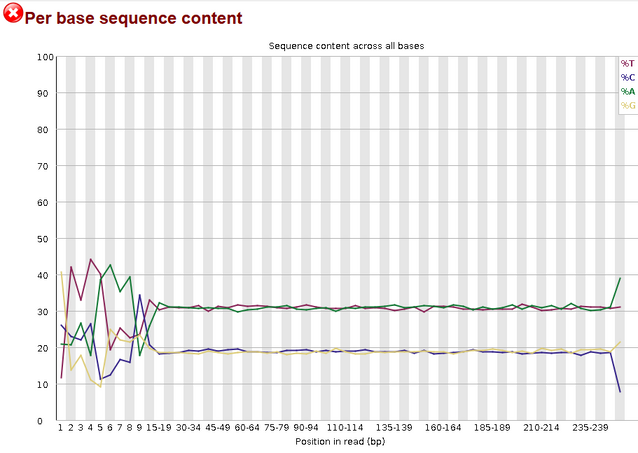 Per base sequence content
Sequence content across all bases
100
90
80
70
60
50
40
30
20
10
0
%T
%C
%A
%G
1 2 3 4 5 6 7 8 9 15-19 30-34 45-49 60-64 75-79 90-94 110-114 135-139 160-164 185-189 210-214 235-239
Position in read (bp)